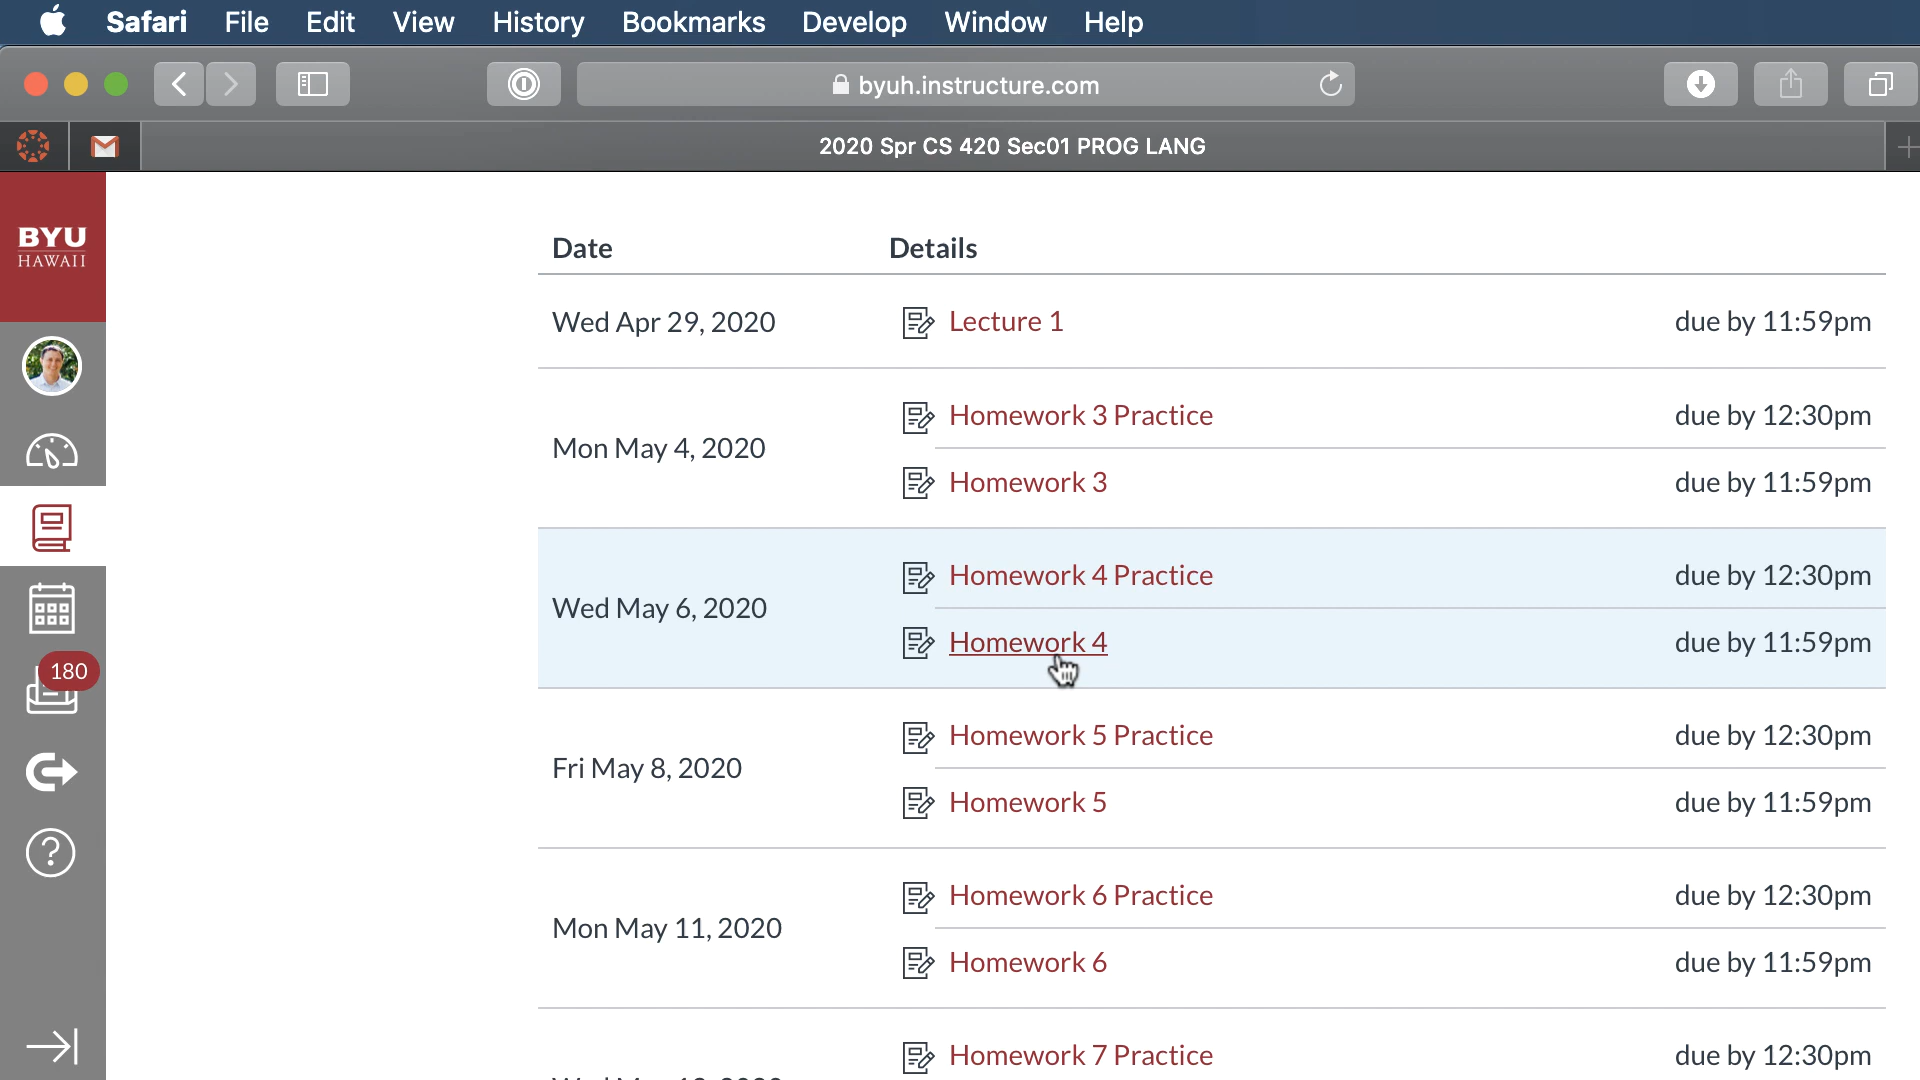 Safari File Edit View History Bookmarks Develop Window Help
byuh.instructure.com
2020 Spr CS 420 Sec01 PROG LANG
BYU
HAWAII
180
Date Details
Wed Apr 29, 2020 Lecture 1 due by 11:59pm
Homework 3 Practice due by 12:30pm
Mon May 4, 2020
Homework 3 due by 11:59pm
Homework 4 Practice due by 12:30pm
Wed May 6, 2020
Homework 4 due by 11:59pm
Homework 5 Practice due by 12:30pm
Fri May 8, 2020
Homework 5 due by 11:59pm
Homework 6 Practice due by 12:30pm
Mon May 11, 2020
Homework 6 due by 11:59pm
Homework 7 Practice due by 12:30pm